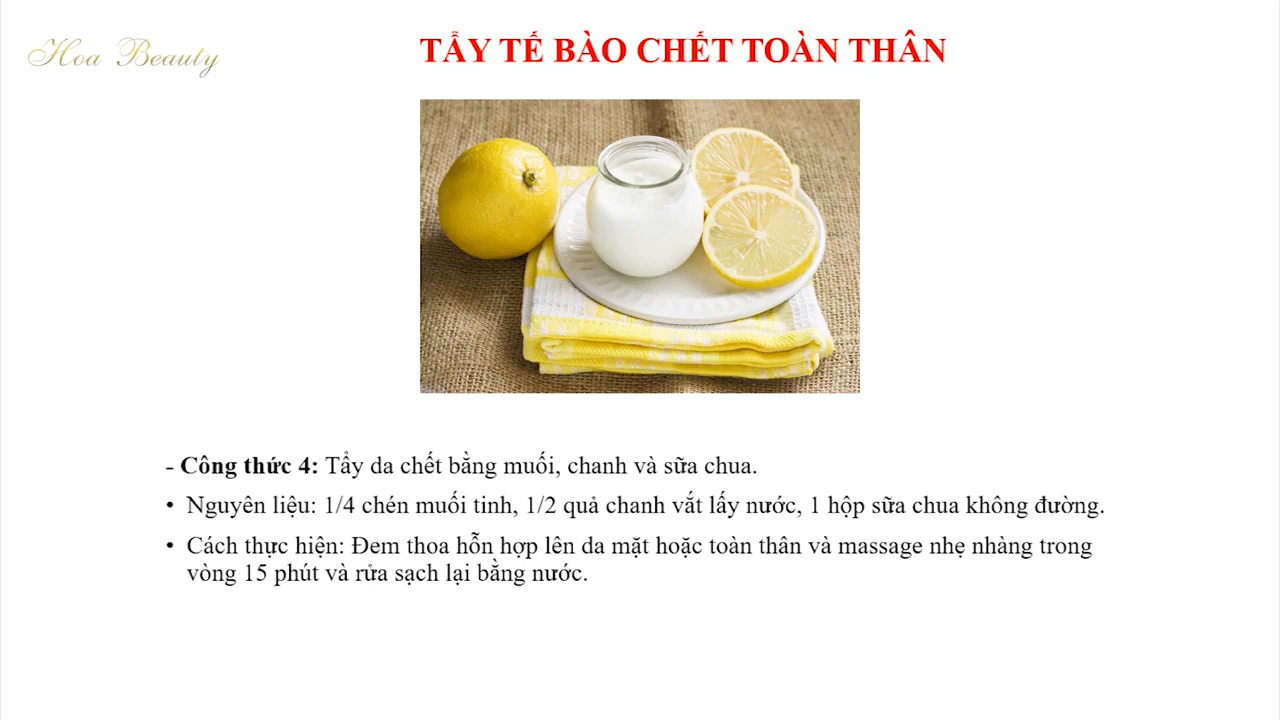 Hoa Beauty
TẨY TẾ BÀO CHẾT TOÀN THÂN
- Công thức 4: Tẩy da chết bằng muối, chanh và sữa chua.
• Nguyên liệu: 1/4 chén muối tinh, 1/2 quả chanh vắt lấy nước, 1 hộp sữa chua không đường.
• Cách thực hiện: Đem thoa hỗn hợp lên da mặt hoặc toàn thân và massage nhẹ nhàng trong
vòng 15 phút và rửa sạch lại bằng nước.